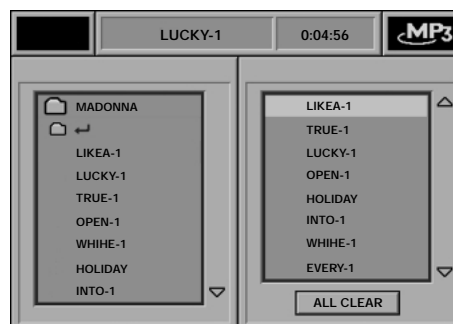 LUCKY-1
0:04:56
MP3
MADONNA
LIKEA-1
LUCKY-1
TRUE-1
OPEN-1
WHIHE-1
HOLIDAY
INTO-1
LIKEA-1
TRUE-1
LUCKY-1
OPEN-1
HOLIDAY
INTO-1
WHIHE-1
EVERY-1
ALL CLEAR